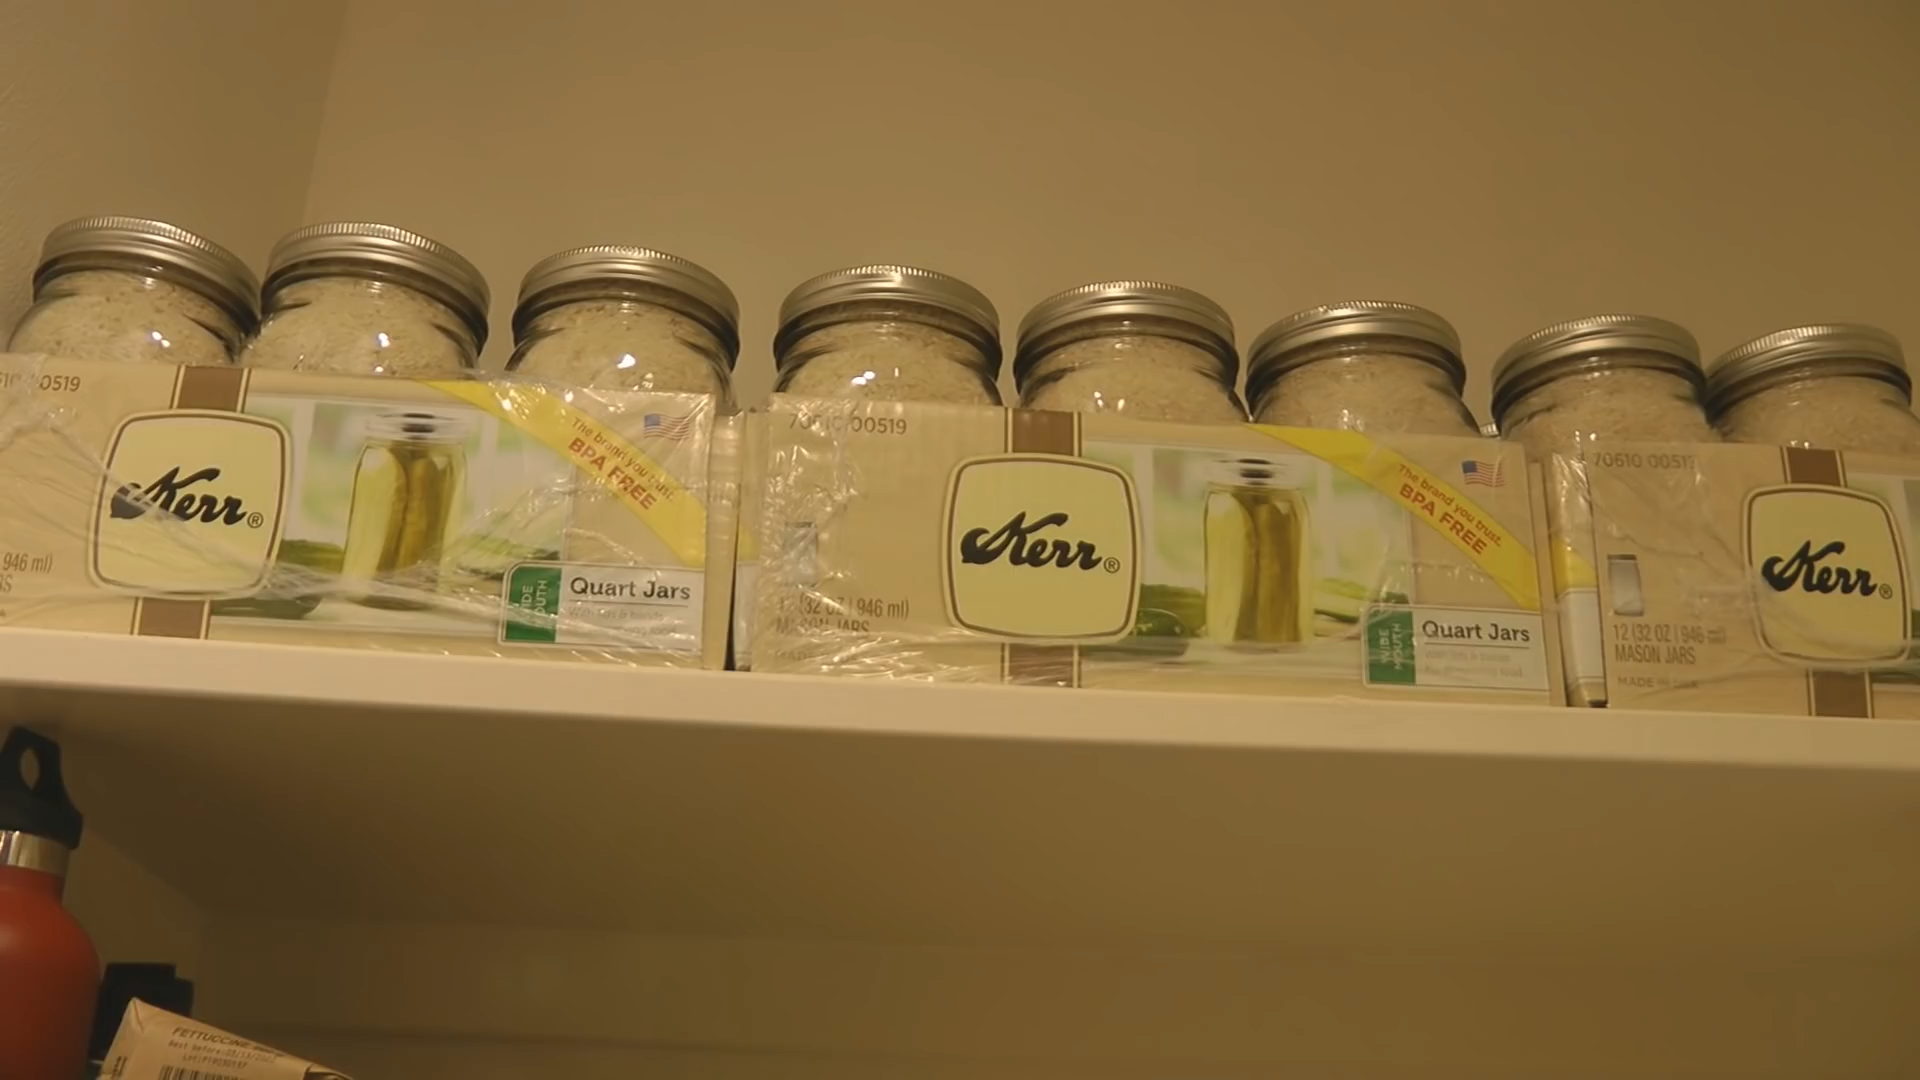 00519
Kerr®
946 ml)
The brand you trust.
BPA FREE
WIDE
MOUTH
Quart Jars
70610 00519
Kerr®
12 (32 OZ | 946 ml)
MASON JARS
The brand you trust.
BPA FREE
WIDE
MOUTH
Quart Jars
70610 00519
Kerr®
12 (32 OZ | 946 ml)
MASON JARS
MADE IN USA
FETTUCCINE